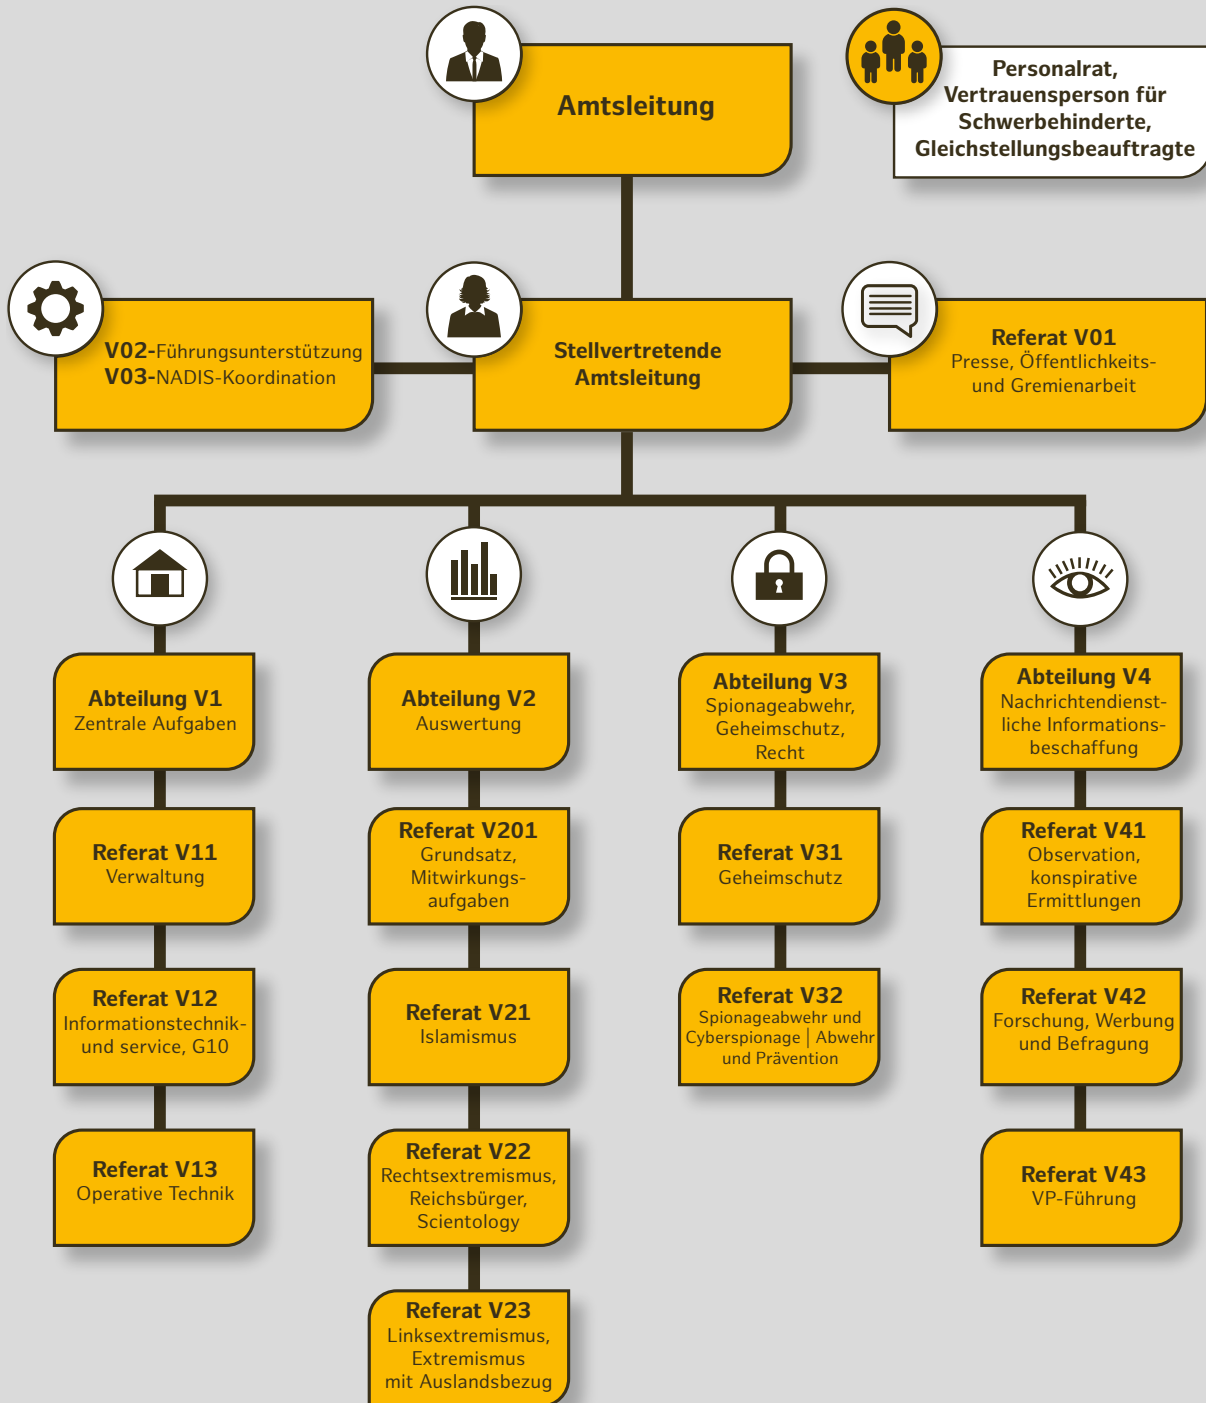 Amtsleitung
Personalrat,
Vertrauensperson für
Schwerbehinderte,
Gleichstellungsbeauftragte
V02-Führungsunterstützung
V03-NADIS-Koordination
Stellvertretende
Amtsleitung
Referat V01
Presse, Öffentlichkeits-
und Gremienarbeit
Abteilung V1
Zentrale Aufgaben
Referat V11
Verwaltung
Referat V12
Informationstechnik-
und service, G10
Referat V13
Operative Technik
Abteilung V2
Auswertung
Referat V201
Grundsatz,
Mitwirkungs-
aufgaben
Referat V21
Islamismus
Referat V22
Rechtsextremismus,
Reichsbürger,
Scientology
Referat V23
Linksextremismus,
Extremismus
mit Auslandsbezug
Abteilung V3
Spionageabwehr,
Geheimschutz,
Recht
Referat V31
Geheimschutz
Referat V32
Spionageabwehr und
Cyberspionage | Abwehr
und Prävention
Abteilung V4
Nachrichtendienst-
liche Informations-
beschaffung
Referat V41
Observation,
konspirative
Ermittlungen
Referat V42
Forschung, Werbung
und Befragung
Referat V43
VP-Führung